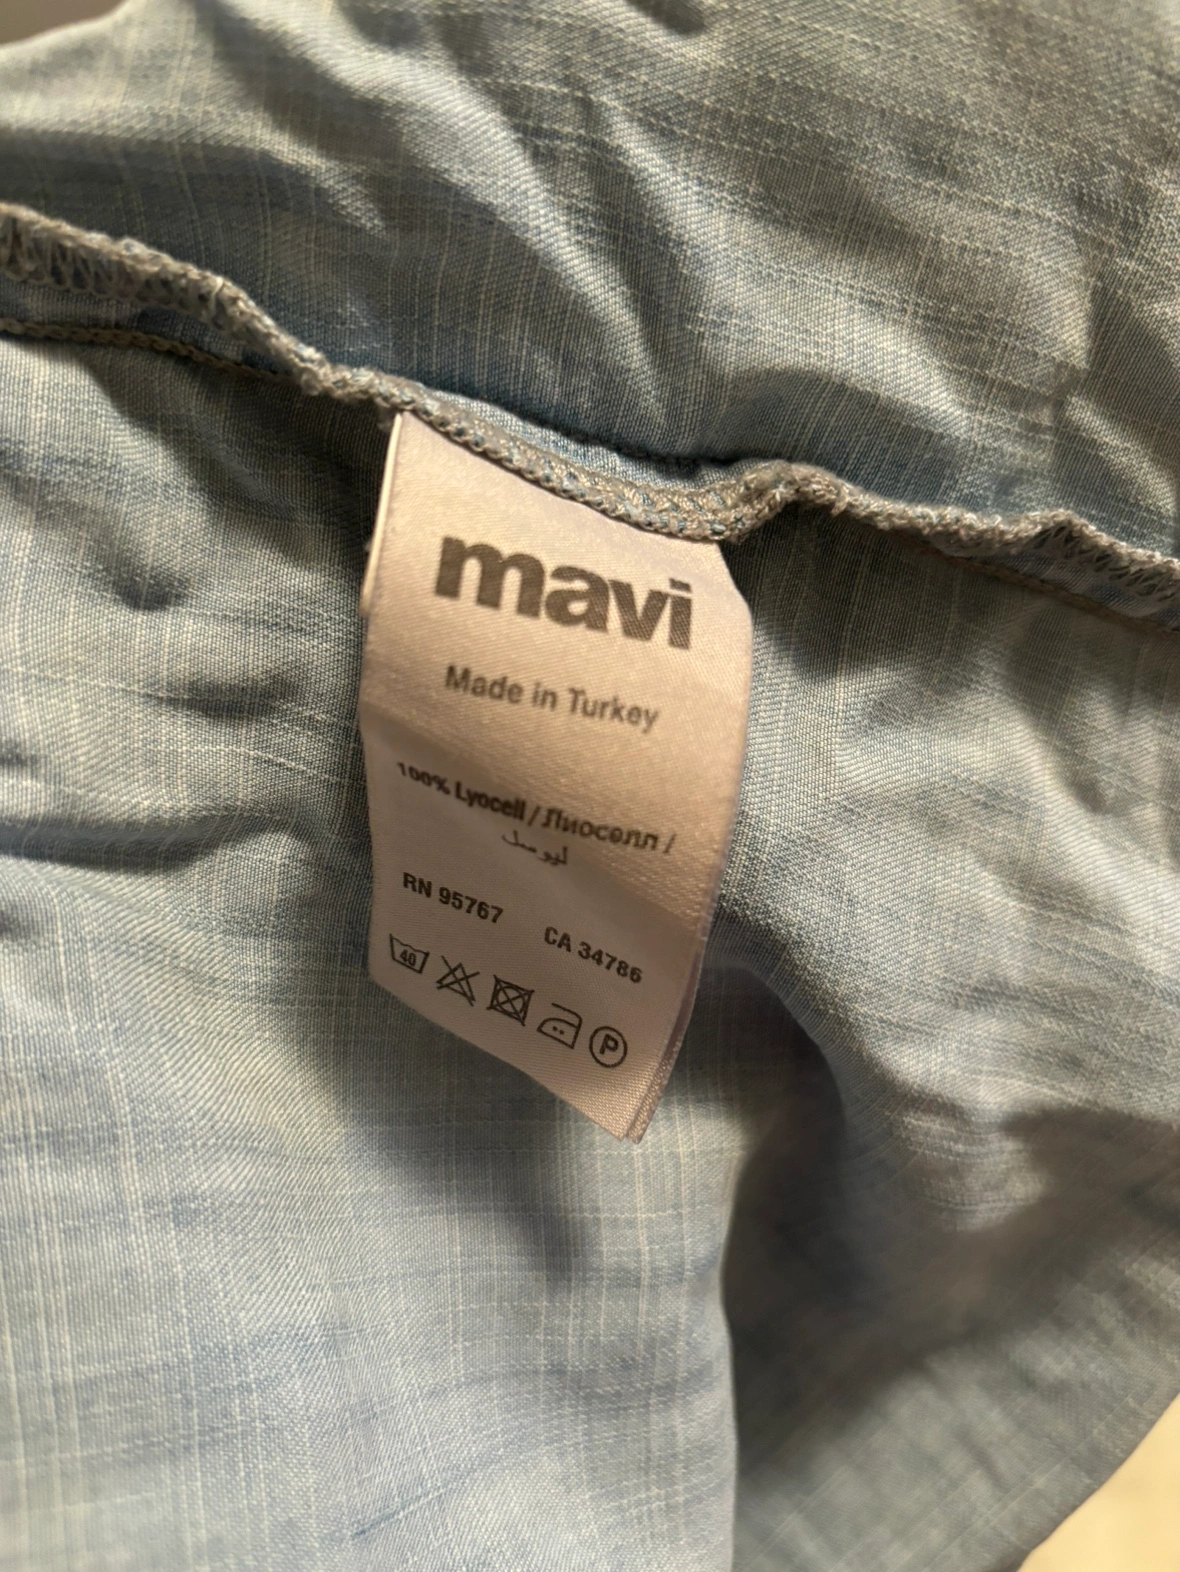 mavi
Made in Turkey
100% Lyocell / Лиоселл /
ليوسل
RN 95767 CA 34786
40
P